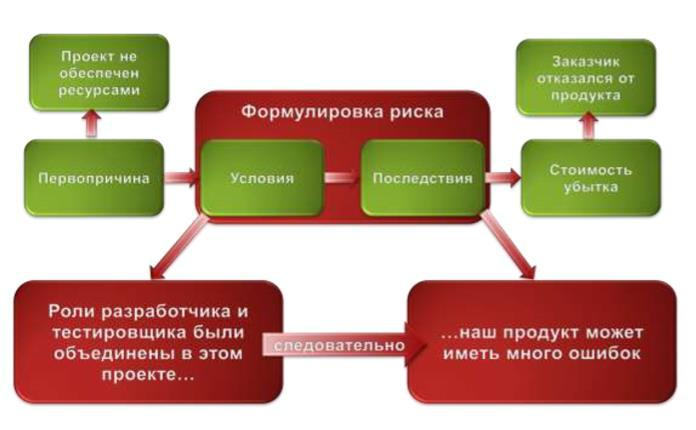 Проект не
обеспечен
ресурсами
Заказчик
отказался от
продукта
Формулировка риска
Первопричина
Условия
Последствия
Стоимость
убытка
Роли разработчика и
тестировщика были
объединены в этом
проекте...
следовательно
...наш продукт может
иметь много ошибок